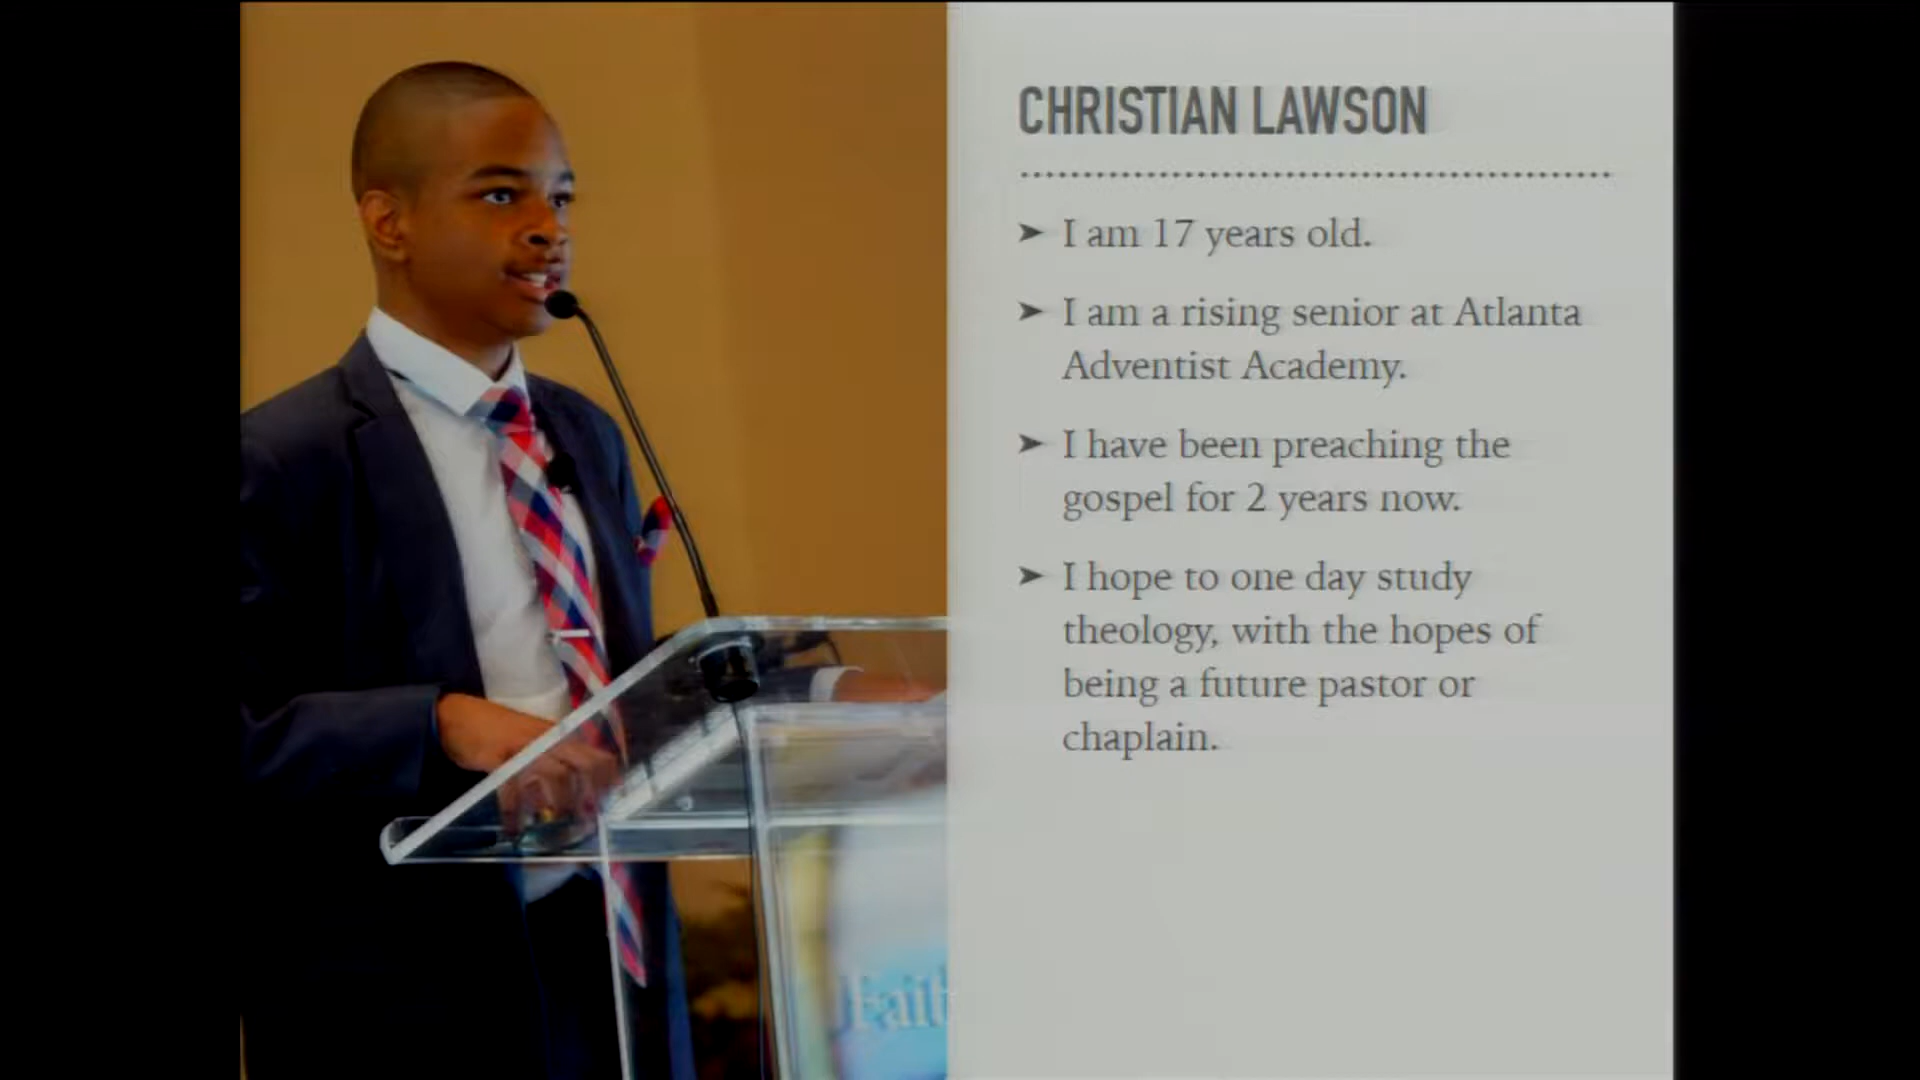 CHRISTIAN LAWSON
➤ I am 17 years old.
➤ I am a rising senior at Atlanta
Adventist Academy.
➤ I have been preaching the
gospel for 2 years now.
➤ I hope to one day study
theology, with the hopes of
being a future pastor or
chaplain.
Fait